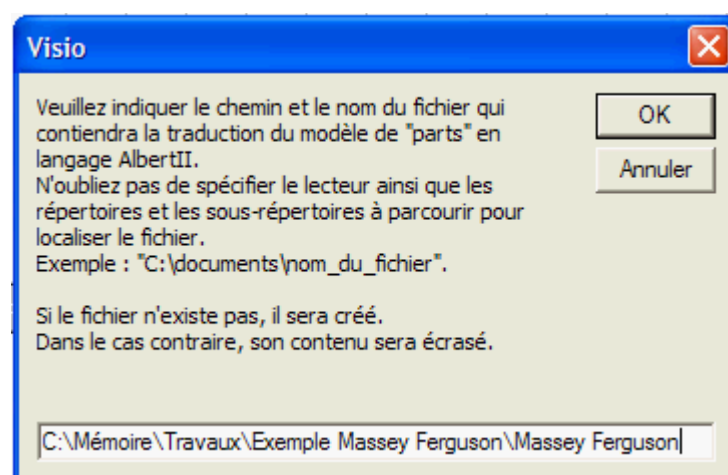 Visio
Veuillez indiquer le chemin et le nom du fichier qui
contiendra la traduction du modèle de "parts" en
langage AlbertII.
N'oubliez pas de spécifier le lecteur ainsi que les
répertoires et les sous-répertoires à parcourir pour
localiser le fichier.
Exemple : "C:\documents\nom_du_fichier".
Si le fichier n'existe pas, il sera créé.
Dans le cas contraire, son contenu sera écrasé.
OK
Annuler
C:\Mémoire\Travaux\Exemple Massey Ferguson\Massey Ferguson